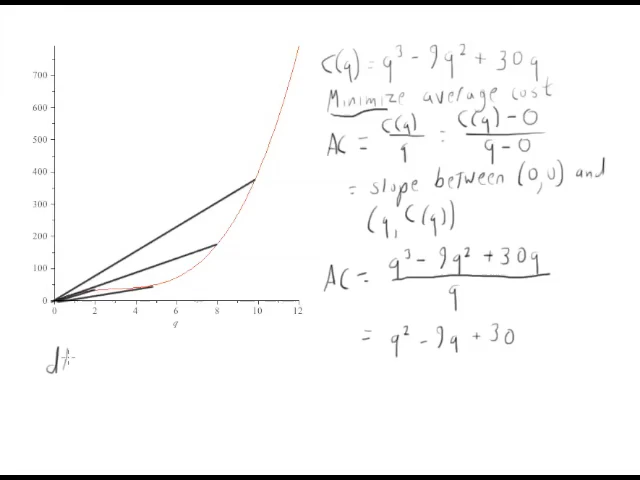 700
600
500
400
300
200
100
0
0 2 4 6 8 10 12
q
C(q) = q³ - 9q² + 30q
Minimize average cost
AC = C(q)/q = (C(q) - 0)/(q - 0)
= slope between (0,0) and
(q, C(q))
AC = (q³ - 9q² + 30q)/q
= q² - 9q + 30